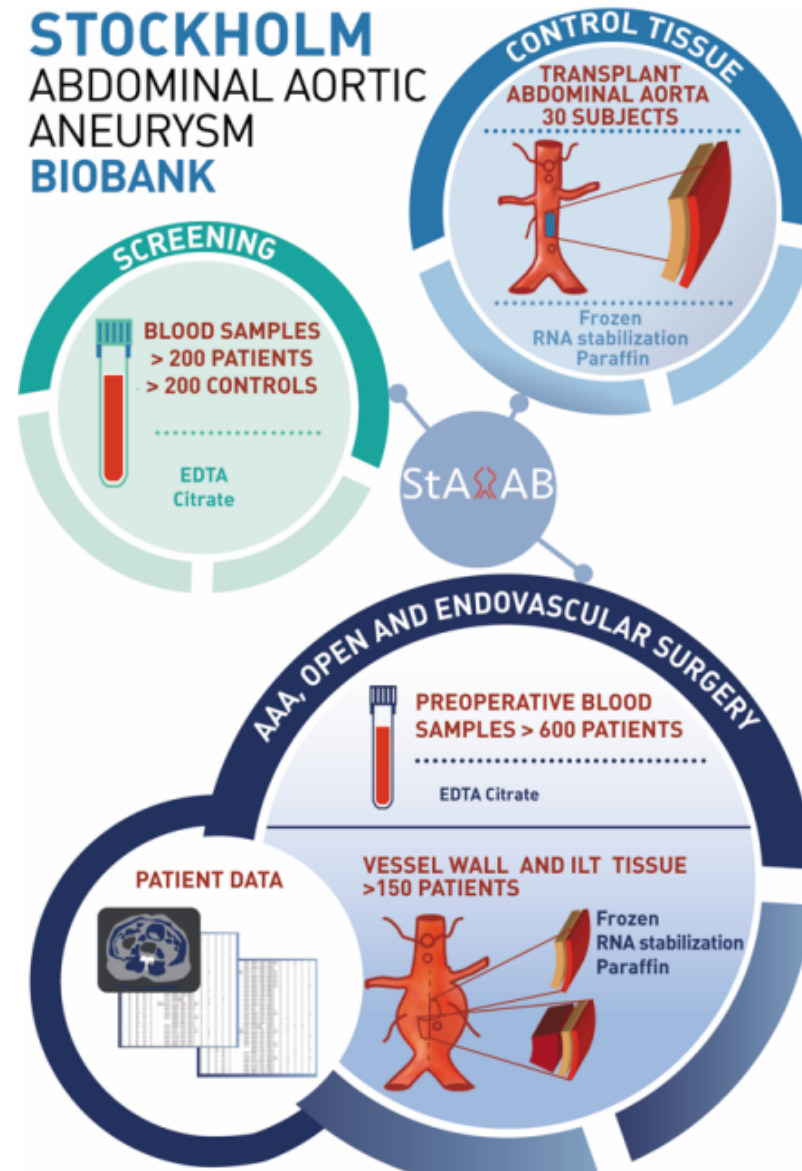 STOCKHOLM
ABDOMINAL AORTIC
ANEURYSM
BIOBANK
CONTROL TISSUE
TRANSPLANT
ABDOMINAL AORTA
30 SUBJECTS
Frozen
RNA stabilization
Paraffin
SCREENING
BLOOD SAMPLES
> 200 PATIENTS
> 200 CONTROLS
EDTA
Citrate
StAAAB
AAA, OPEN AND ENDOVASCULAR SURGERY
PREOPERATIVE BLOOD
SAMPLES > 600 PATIENTS
EDTA Citrate
PATIENT DATA
VESSEL WALL AND ILT TISSUE
>150 PATIENTS
Frozen
RNA stabilization
Paraffin